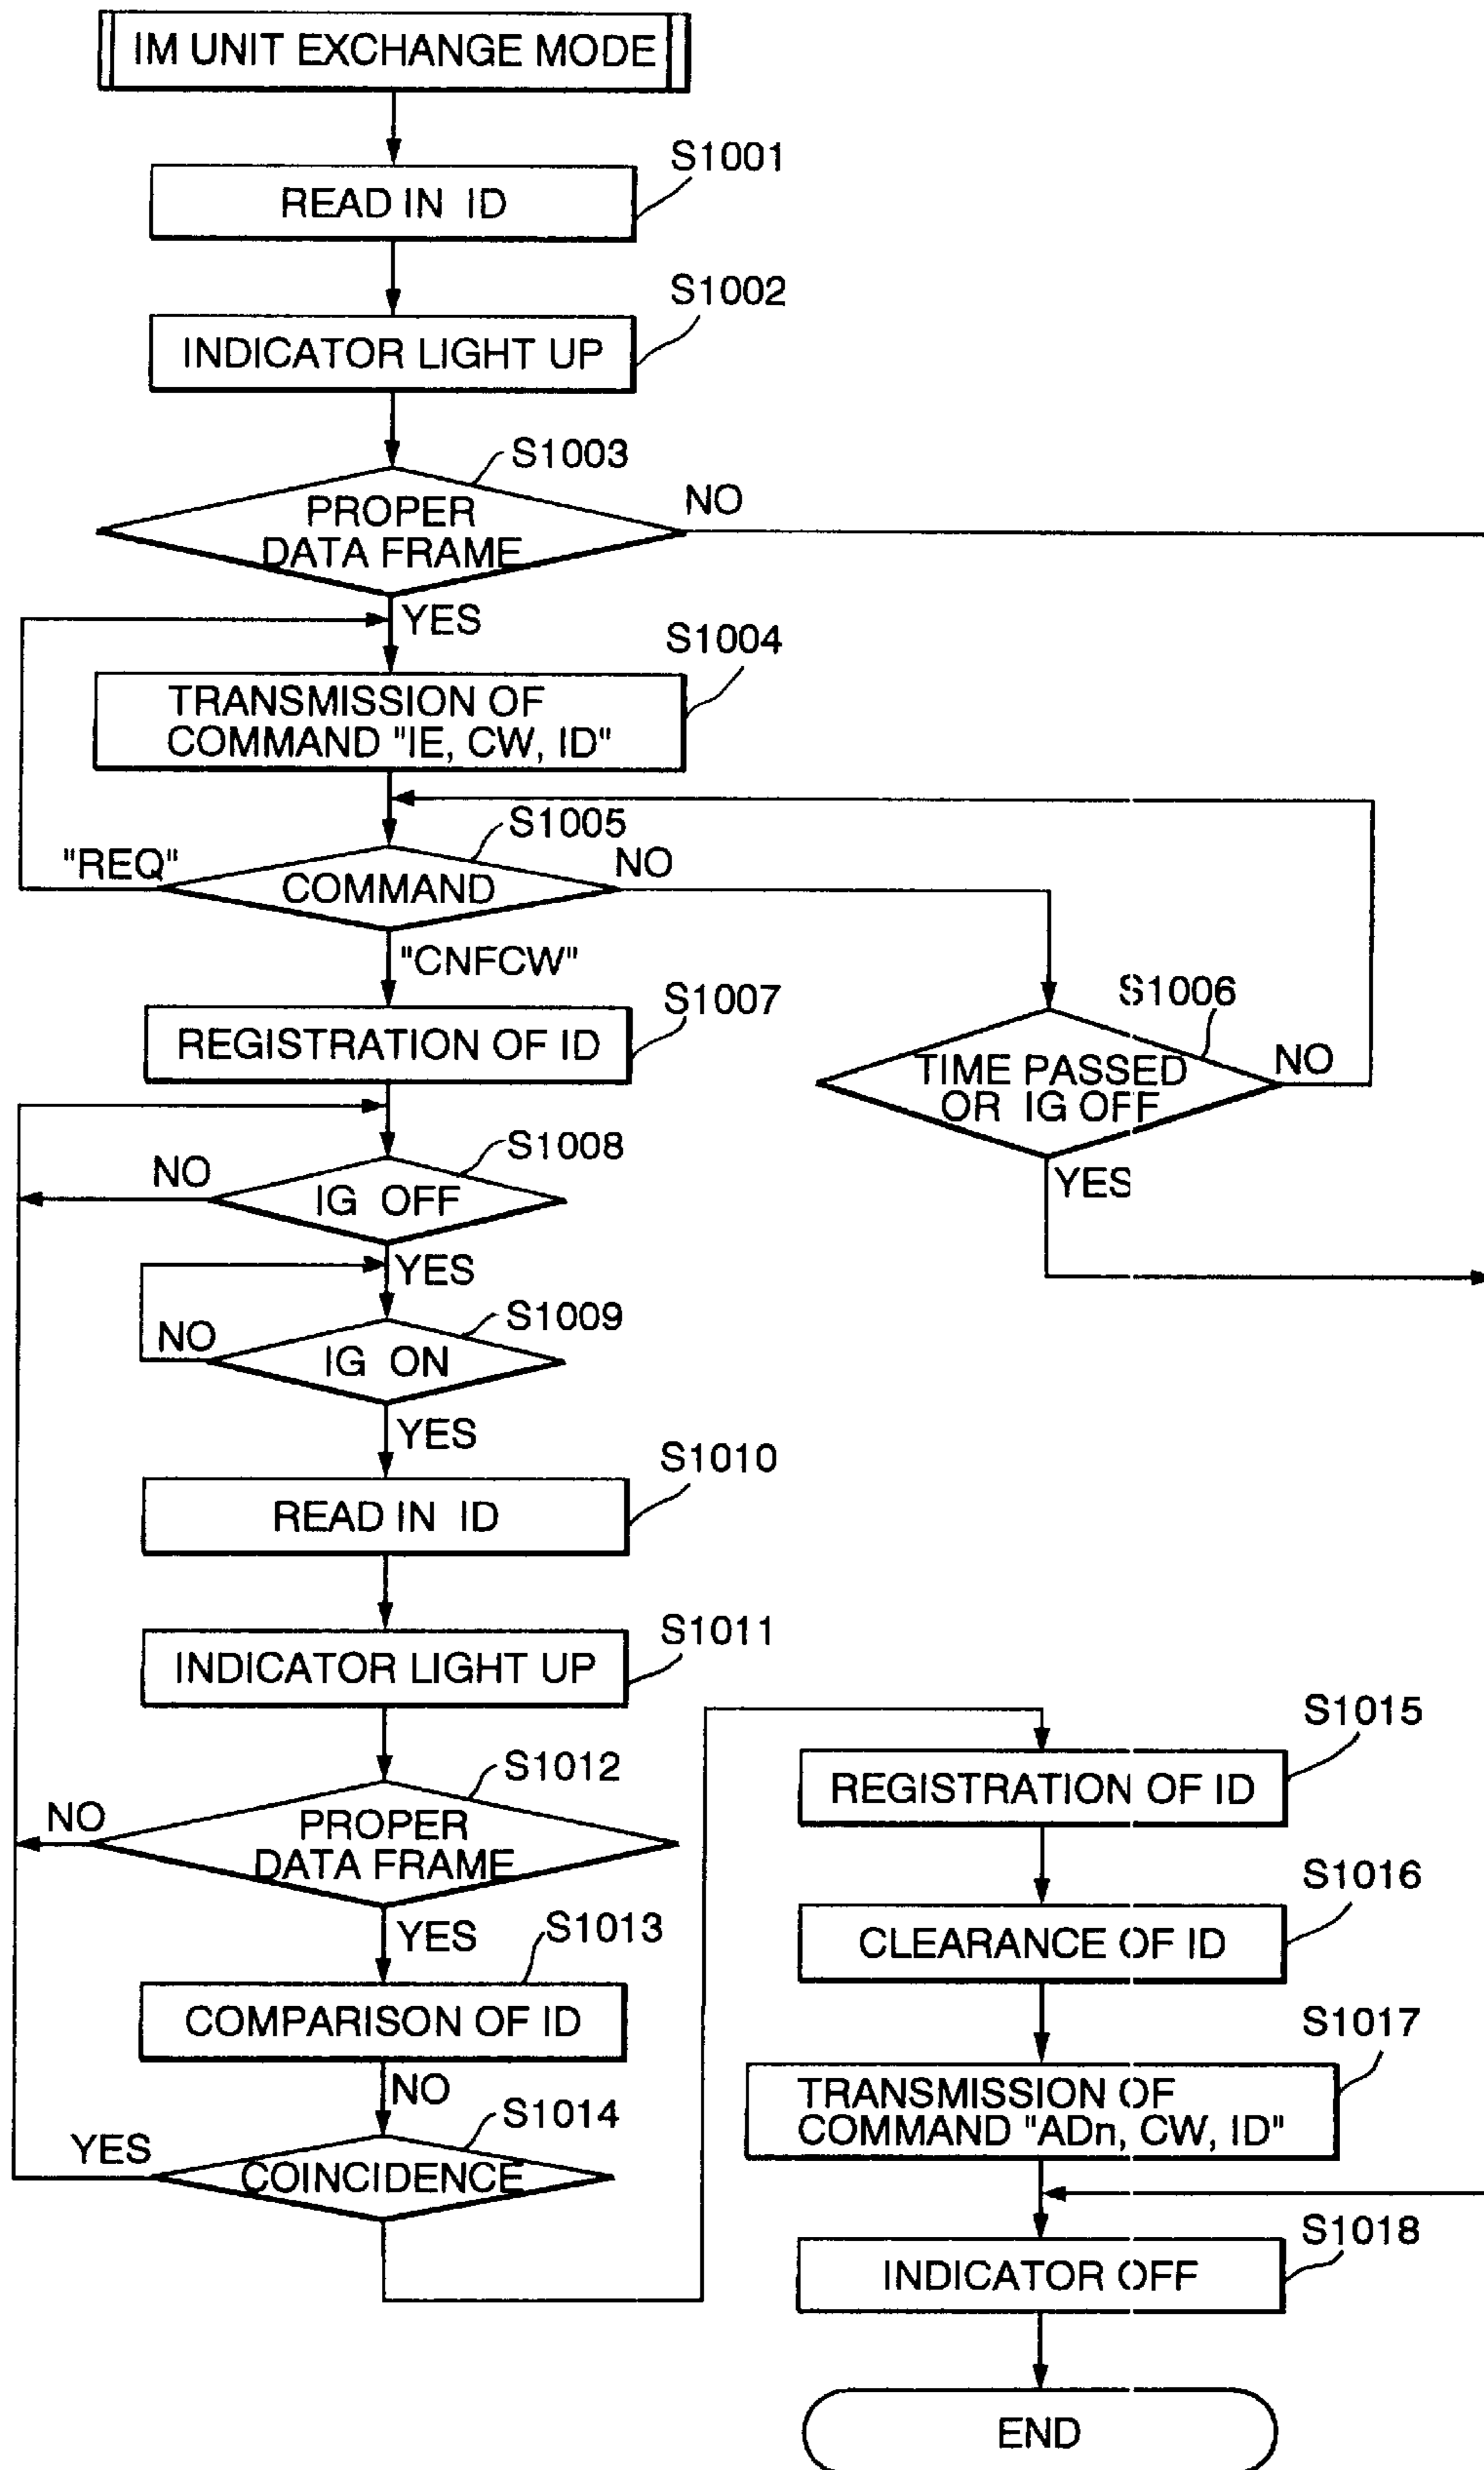 IM UNIT EXCHANGE MODE
S1001
READ IN ID
S1002
INDICATOR LIGHT UP
S1003
PROPER
DATA FRAME
NO
YES
S1004
TRANSMISSION OF
COMMAND "IE, CW, ID"
S1005
"REQ"
COMMAND
NO
"CNFCW"
S1006
TIME PASSED
OR IG OFF
NO
YES
S1007
REGISTRATION OF ID
S1008
NO
IG OFF
YES
S1009
NO
IG ON
YES
S1010
READ IN ID
S1011
INDICATOR LIGHT UP
S1012
NO
PROPER
DATA FRAME
YES
S1013
COMPARISON OF ID
NO
S1014
YES
COINCIDENCE
S1015
REGISTRATION OF ID
S1016
CLEARANCE OF ID
S1017
TRANSMISSION OF
COMMAND "ADn, CW, ID"
S1018
INDICATOR OFF
END